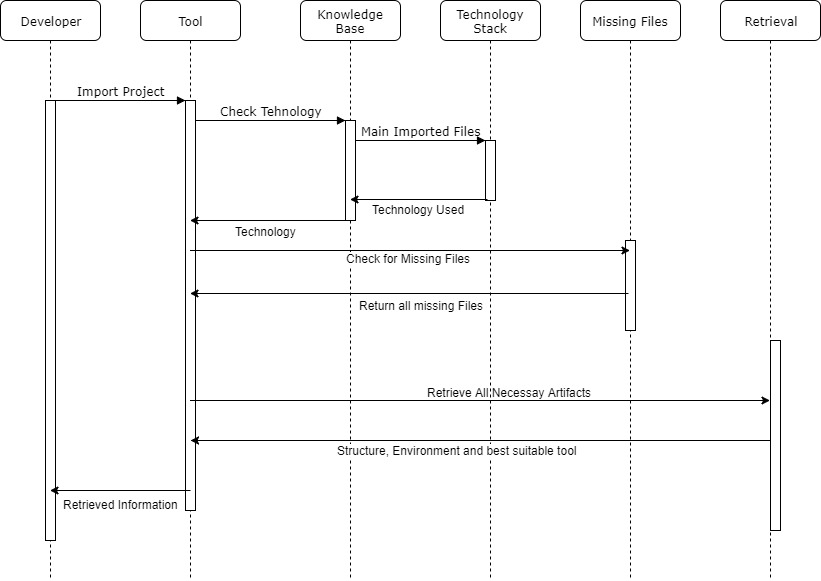 Developer
Tool
Knowledge
Base
Technology
Stack
Missing Files
Retrieval
Import Project
Check Tehnology
Main Imported Files
Technology Used
Technology
Check for Missing Files
Return all missing Files
Retrieve All Necessay Artifacts
Structure, Environment and best suitable tool
Retrieved Information